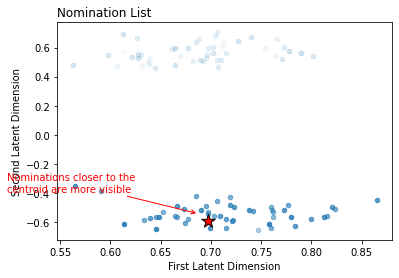 Nomination List
Second Latent Dimension
0.6
0.4
0.2
0.0
−0.2
−0.4
−0.6
Nominations closer to the
centroid are more visible
0.55 0.60 0.65 0.70 0.75 0.80 0.85
First Latent Dimension